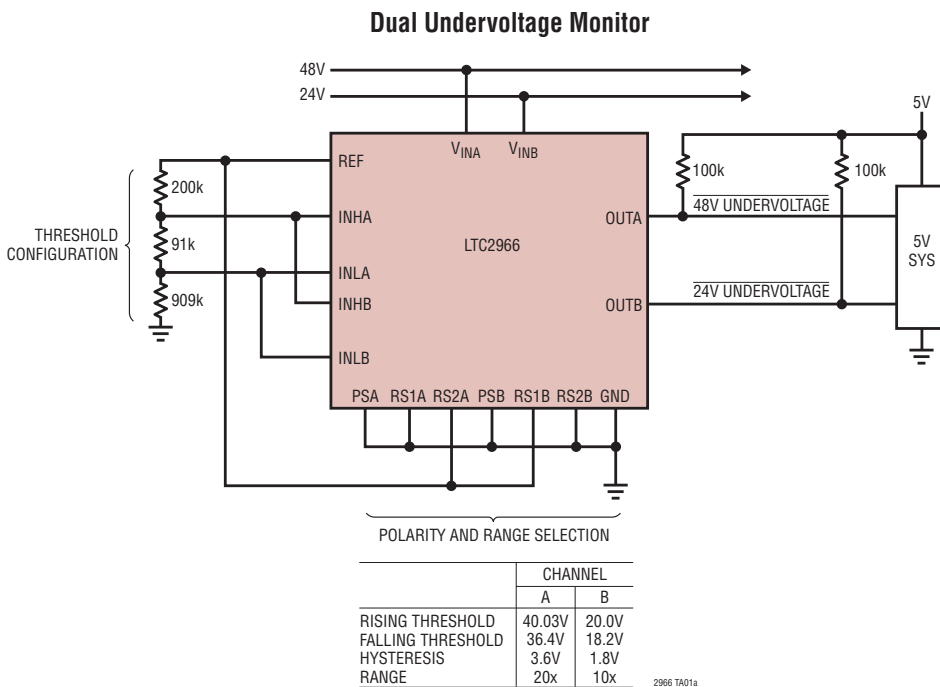 Dual Undervoltage Monitor
48V
24V
5V
VINA VINB
REF
200k
100k 100k
INHA
OUTA
48V UNDERVOLTAGE
THRESHOLD
CONFIGURATION
91k
LTC2966
5V
SYS
INLA
909k
INHB
OUTB
24V UNDERVOLTAGE
INLB
PSA RS1A RS2A PSB RS1B RS2B GND
POLARITY AND RANGE SELECTION
CHANNEL
A B
RISING THRESHOLD 40.03V 20.0V
FALLING THRESHOLD 36.4V 18.2V
HYSTERESIS 3.6V 1.8V
RANGE 20x 10x
2966 TA01a